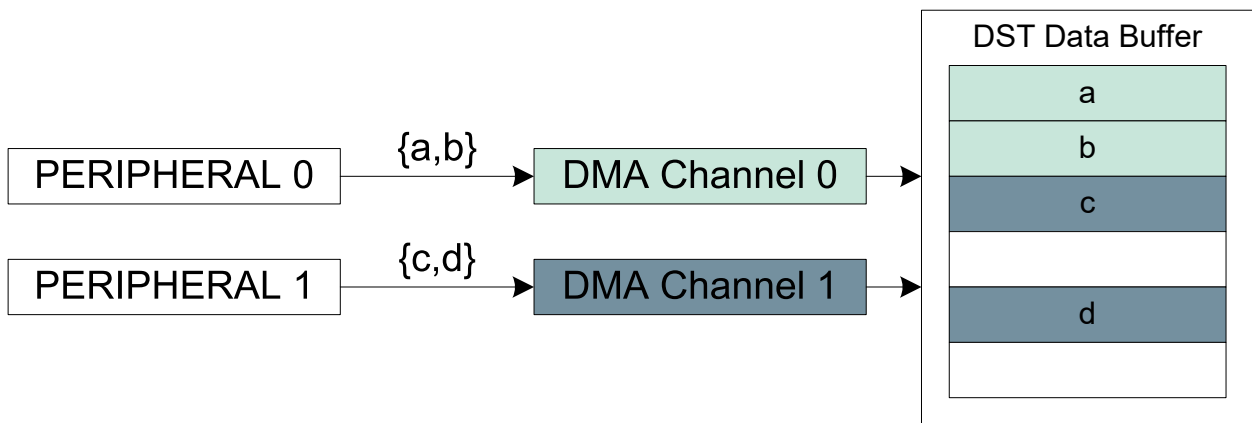 DST Data Buffer
a
b
c
d
{a,b}
PERIPHERAL 0
DMA Channel 0
{c,d}
PERIPHERAL 1
DMA Channel 1